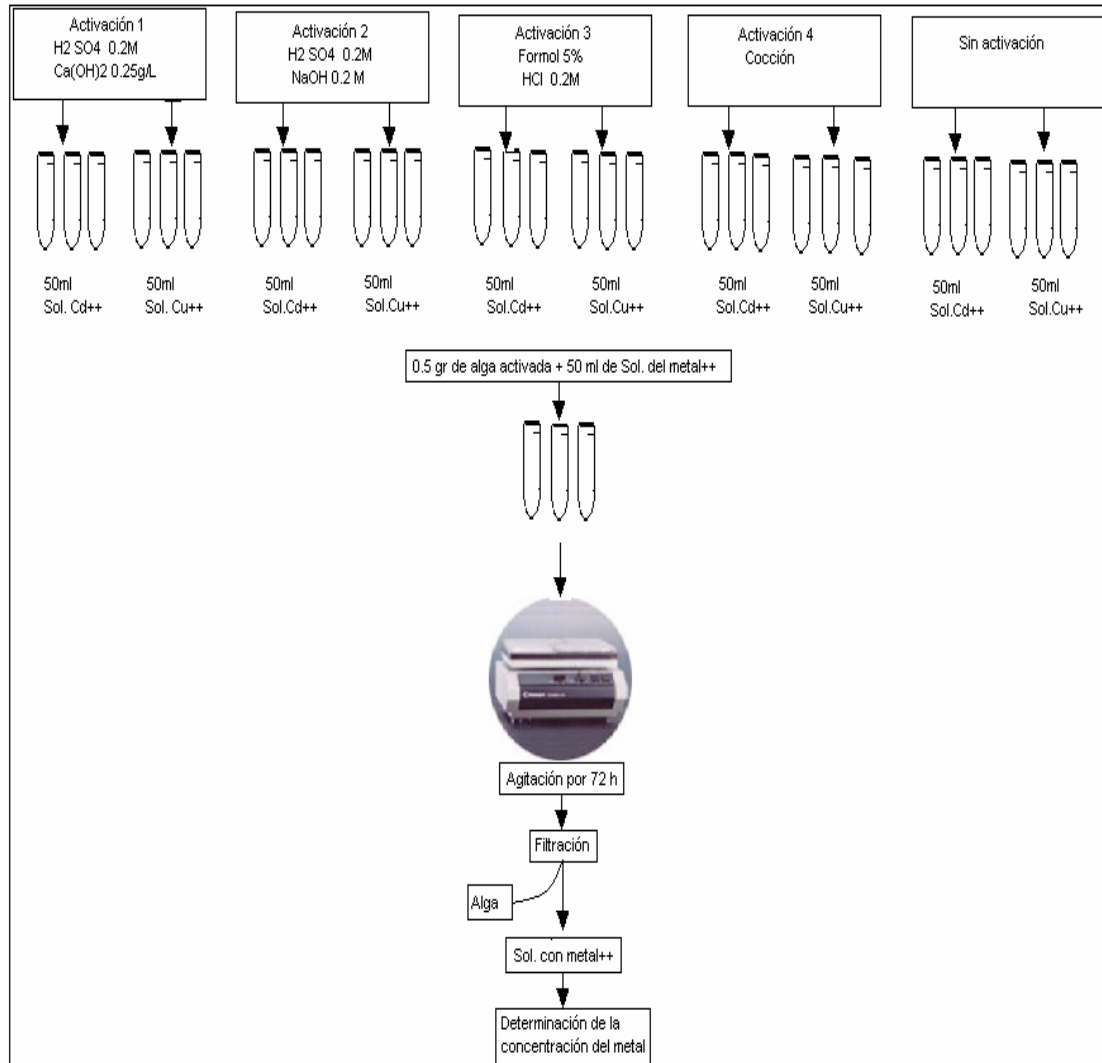 Activación 1
H2 SO4 0.2M
Ca(OH)2 0.25g/L
Activación 2
H2 SO4 0.2M
NaOH 0.2 M
Activación 3
Formol 5%
HCl 0.2M
Activación 4
Cocción
Sin activación
50ml
Sol. Cd++
50ml
Sol. Cu++
50ml
Sol.Cd++
50ml
Sol.Cu++
50ml
Sol.Cd++
50ml
Sol.Cu++
50ml
Sol.Cd++
50ml
Sol.Cu++
50ml
Sol.Cd++
50ml
Sol.Cu++
0.5 gr de alga activada + 50 ml de Sol. del metal++
Agitación por 72 h
Filtración
Alga
Sol. con metal++
Determinación de la
concentración del metal